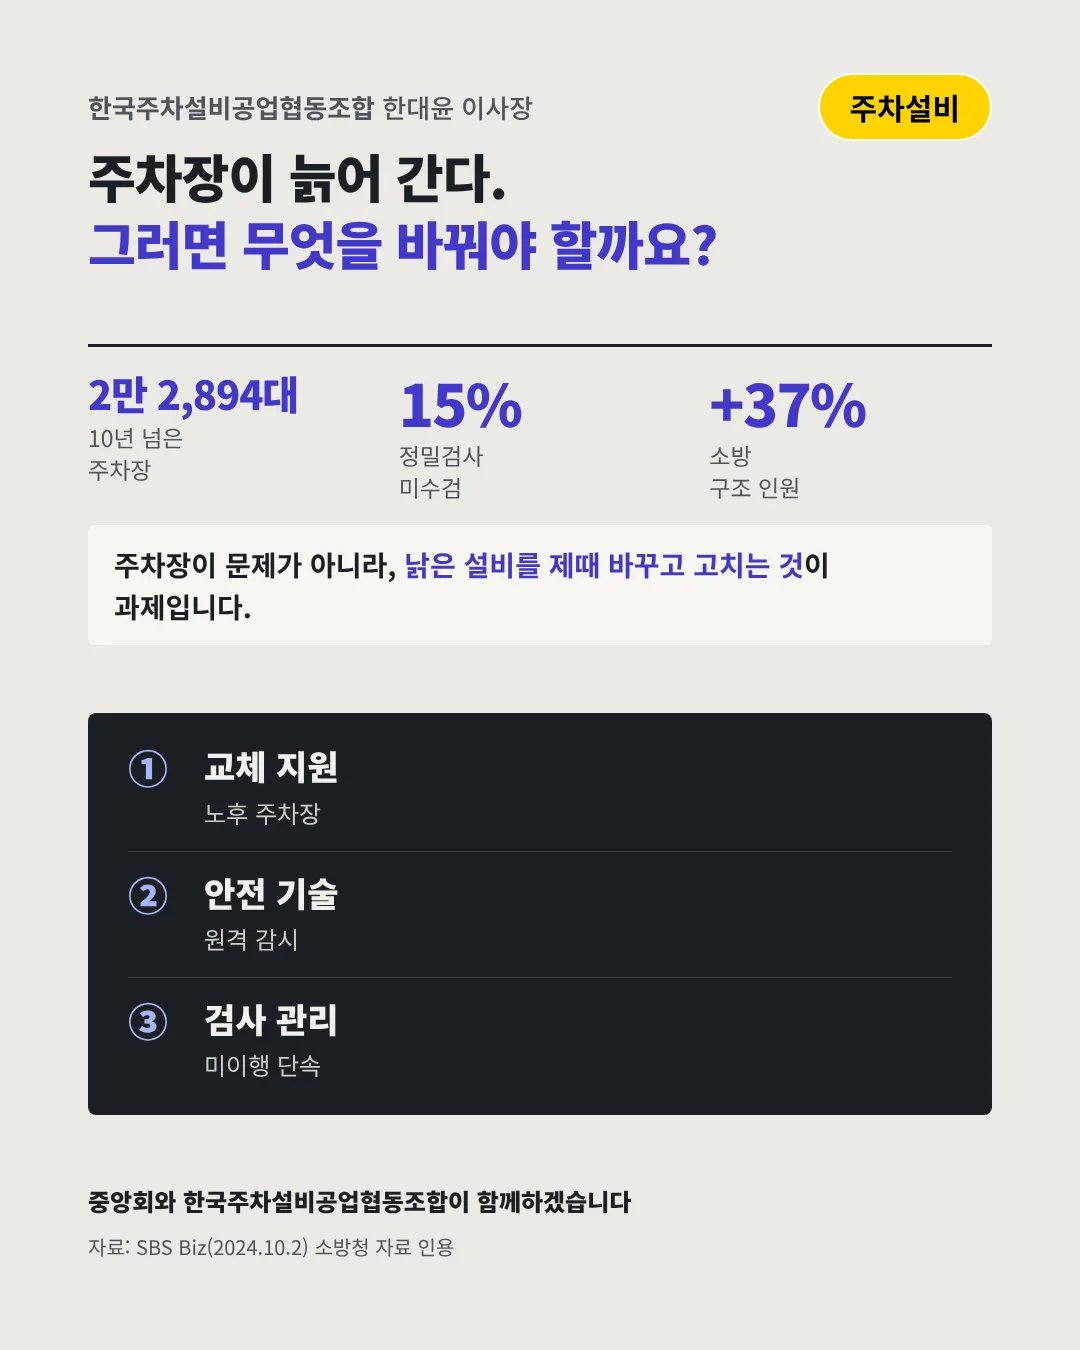 한국주차설비공업협동조합 한대윤 이사장
주차설비
주차장이 늙어 간다.
그러면 무엇을 바꿔야 할까요?
2만 2,894대
10년 넘은
주차장
15%
정밀검사
미수검
+37%
소방
구조 인원
주차장이 문제가 아니라, 낡은 설비를 제때 바꾸고 고치는 것이
과제입니다.
① 교체 지원
노후 주차장
② 안전 기술
원격 감시
③ 검사 관리
미이행 단속
중앙회와 한국주차설비공업협동조합이 함께하겠습니다
자료: SBS Biz(2024.10.2) 소방청 자료 인용